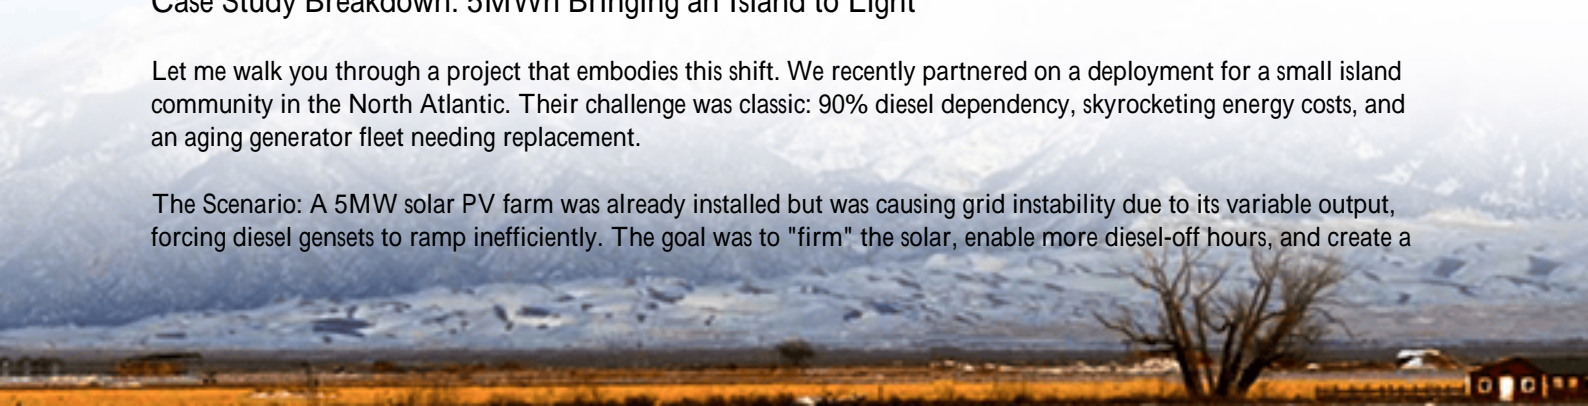 Case Study Breakdown: 5MWh Bringing an Island to Light
Let me walk you through a project that embodies this shift. We recently partnered on a deployment for a small island
community in the North Atlantic. Their challenge was classic: 90% diesel dependency, skyrocketing energy costs, and
an aging generator fleet needing replacement.
The Scenario: A 5MW solar PV farm was already installed but was causing grid instability due to its variable output,
forcing diesel gensets to ramp inefficiently. The goal was to "firm" the solar, enable more diesel-off hours, and create a